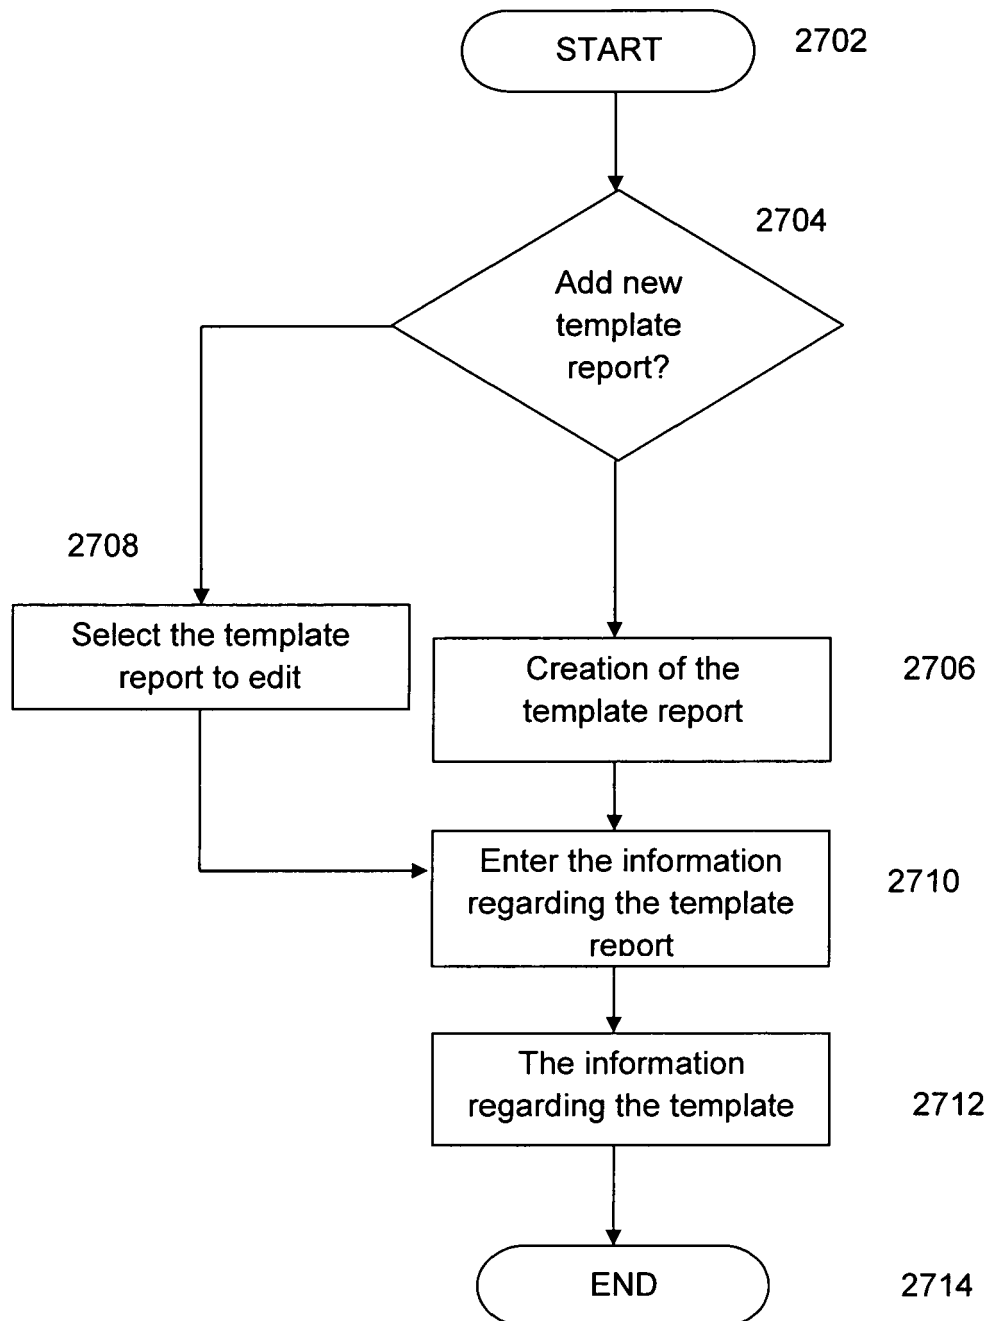 START
2702
2704
Add new
template
report?
2708
Select the template
report to edit
Creation of the
template report
2706
Enter the information
regarding the template
report
2710
The information
regarding the template
2712
END
2714